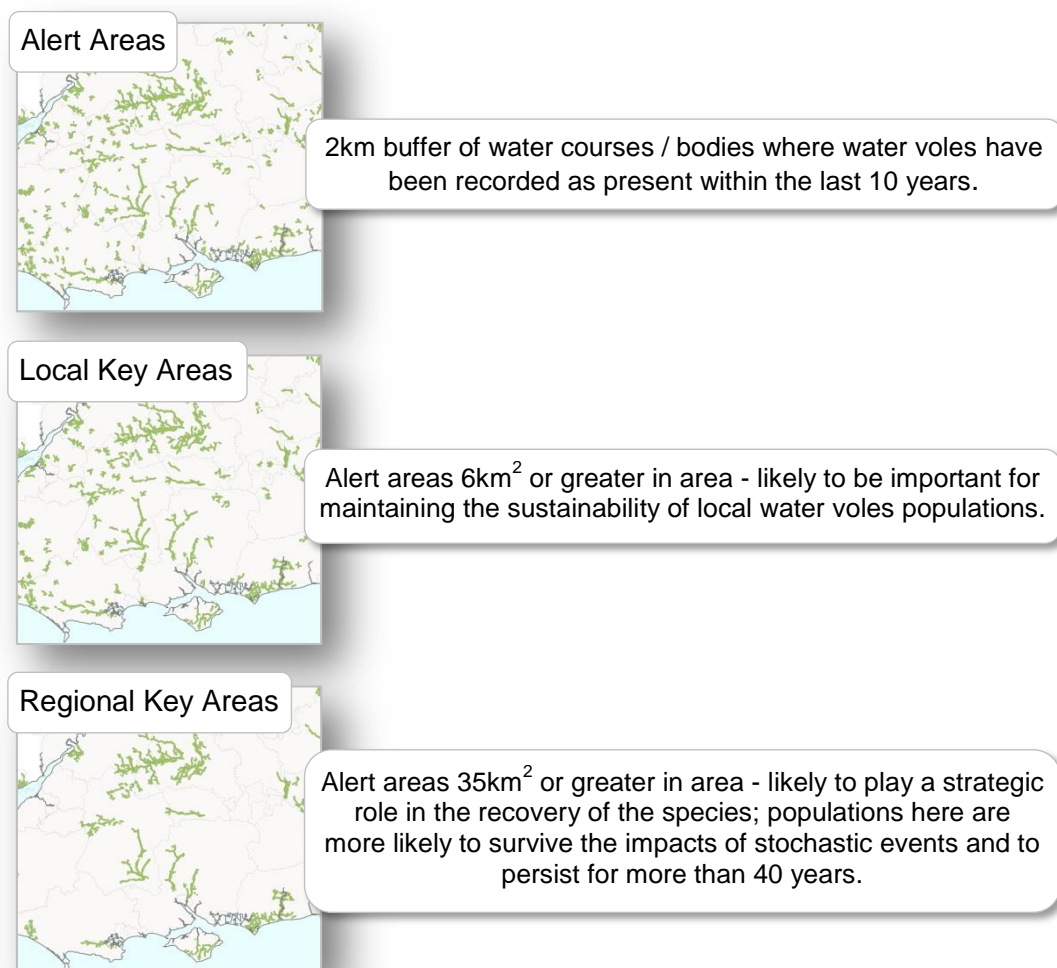 Alert Areas
2km buffer of water courses / bodies where water voles have
been recorded as present within the last 10 years.
Local Key Areas
Alert areas 6km² or greater in area - likely to be important for
maintaining the sustainability of local water voles populations.
Regional Key Areas
Alert areas 35km² or greater in area - likely to play a strategic
role in the recovery of the species; populations here are
more likely to survive the impacts of stochastic events and to
persist for more than 40 years.